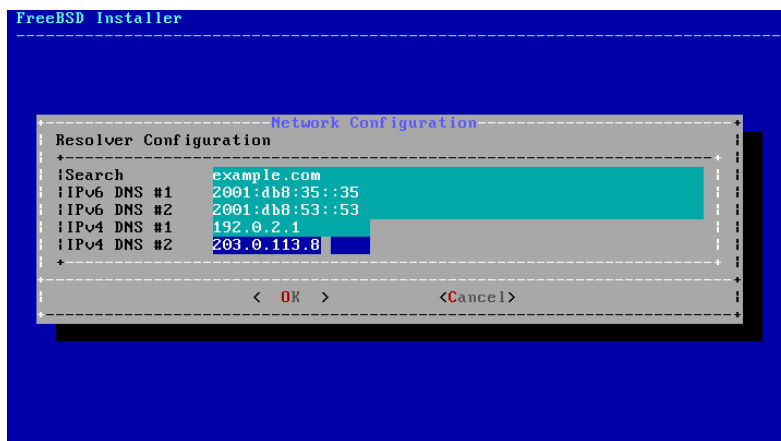 FreeBSD Installer
Network Configuration
Resolver Configuration
Search example.com
IPv6 DNS #1 2001:db8:35::35
IPv6 DNS #2 2001:db8:53::53
IPv4 DNS #1 192.0.2.1
IPv4 DNS #2 203.0.113.8
< OK > <Cancel>